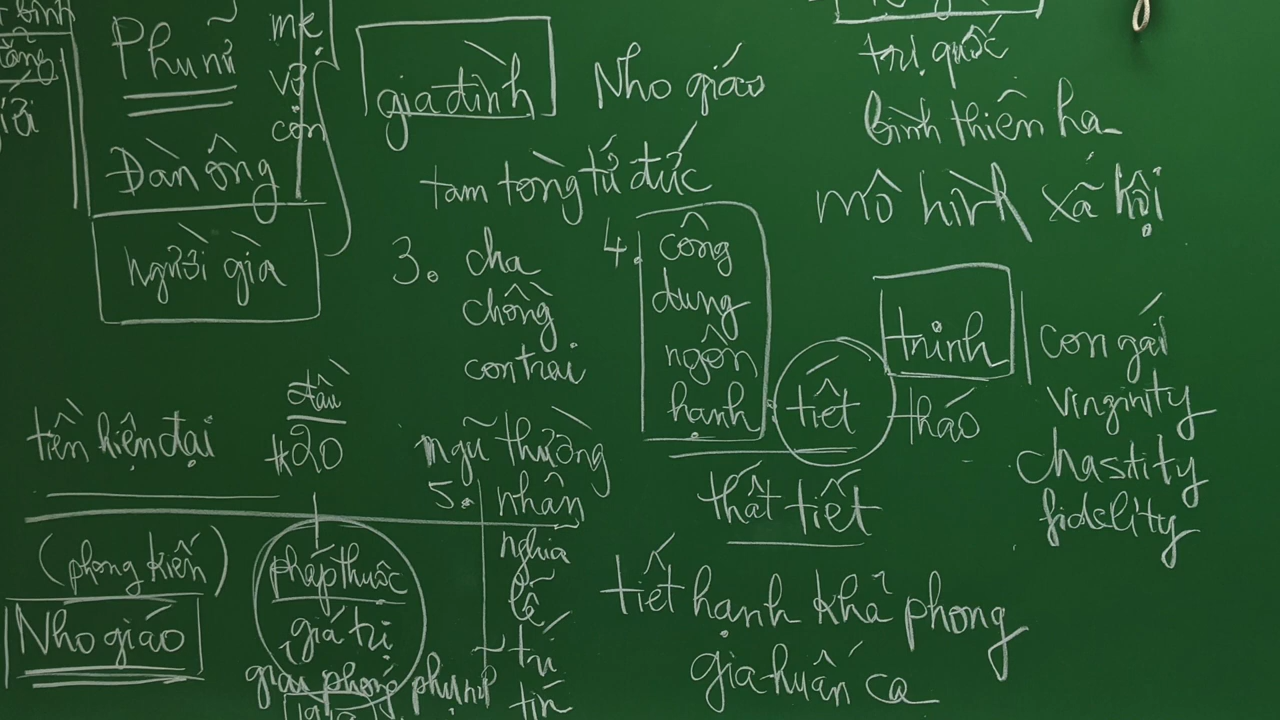 bình
Phụ nữ
Đàn ông
người già
mẹ
vợ
con
gia đình
Nho giáo
tam tòng tứ đức
3. cha
chồng
con trai
4. công
dung
ngôn
hạnh
tiết
trinh
tháo
thất tiết
trị quốc
bình thiên hạ
mô hình xã hội
con gái
virginity
chastity
fidelity
tiền hiện đại
đầu
tk20
(phong kiến)
Nho giáo
pháp thuộc
giá trị
giải phóng phụ nữ
ngũ thường
5. nhân
nghĩa
lễ
trí
tín
tiết hạnh khả phong
gia huấn ca